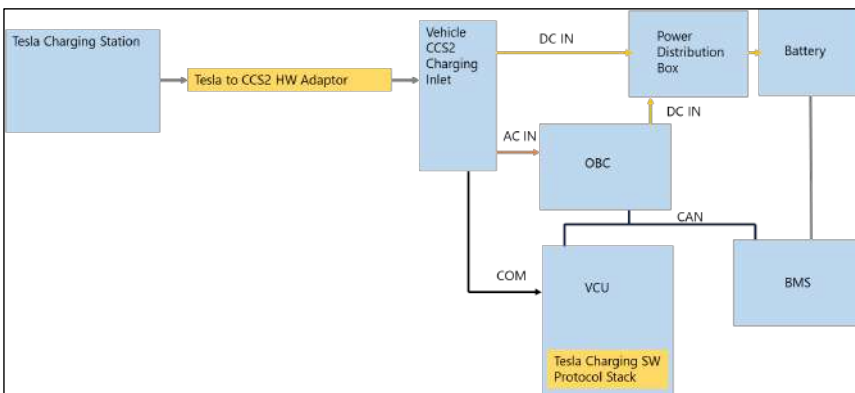 Tesla Charging Station
Tesla to CCS2 HW Adaptor
Vehicle
CCS2
Charging
Inlet
DC IN
Power
Distribution
Box
Battery
DC IN
AC IN
OBC
CAN
COM
VCU
BMS
Tesla Charging SW
Protocol Stack